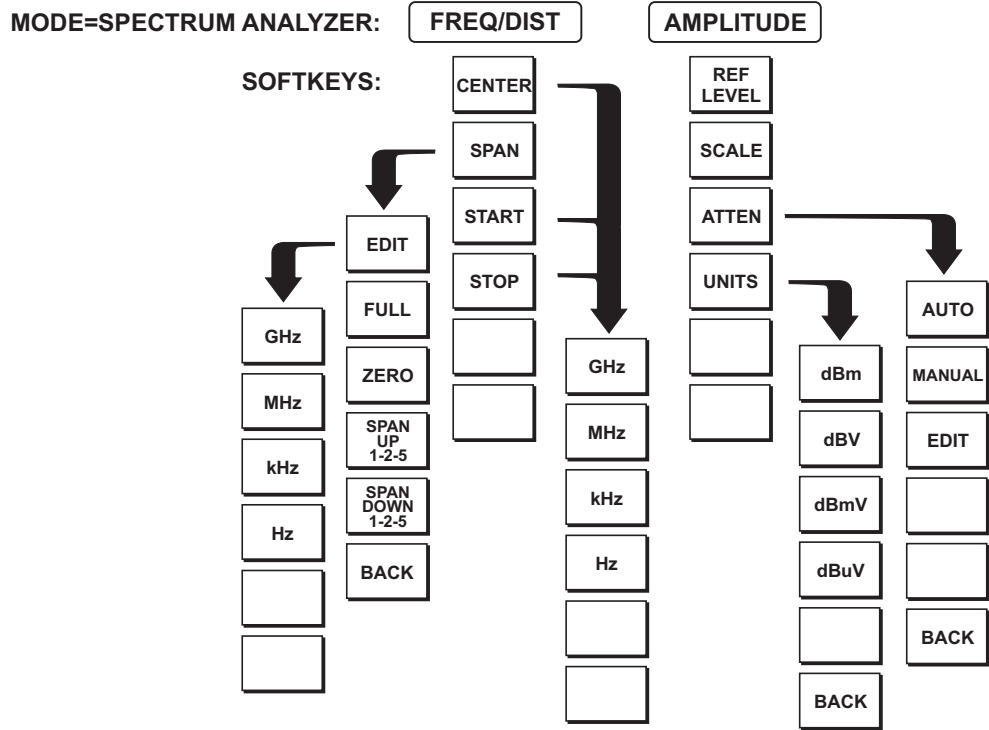 MODE=SPECTRUM ANALYZER:
FREQ/DIST
AMPLITUDE
SOFTKEYS:
CENTER
SPAN
START
STOP
EDIT
FULL
ZERO
SPAN
UP
1-2-5
SPAN
DOWN
1-2-5
BACK
GHz
MHz
kHz
Hz
GHz
MHz
kHz
Hz
REF
LEVEL
SCALE
ATTEN
UNITS
dBm
dBV
dBmV
dBuV
BACK
AUTO
MANUAL
EDIT
BACK